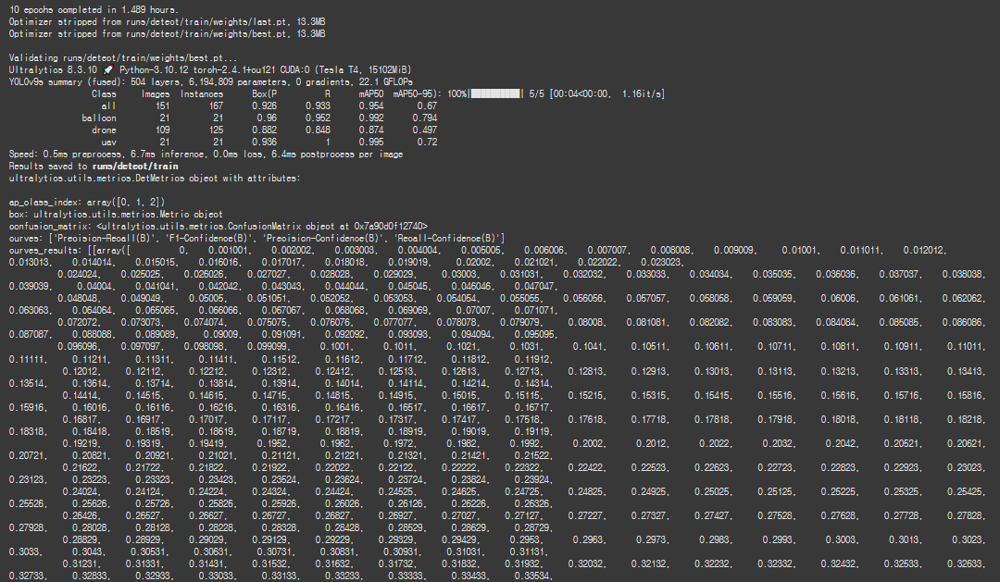 10 epochs completed in 1.489 hours.
Optimizer stripped from runs/detect/train/weights/last.pt, 13.3MB
Optimizer stripped from runs/detect/train/weights/best.pt, 13.3MB
Validating runs/detect/train/weights/best.pt...
Ultralytics 8.3.10 🚀 Python-3.10.12 torch-2.4.1+cu121 CUDA:0 (Tesla T4, 15102MiB)
YOLOv9s summary (fused): 504 layers, 6,194,809 parameters, 0 gradients, 22.1 GFLOPs
Class Images Instances Box(P R mAP50 mAP50-95): 100%|██████████| 5/5 [00:04<00:00, 1.16it/s]
all 151 167 0.926 0.933 0.954 0.67
balloon 21 21 0.96 0.952 0.992 0.794
drone 109 125 0.882 0.848 0.874 0.497
uav 21 21 0.936 1 0.995 0.72
Speed: 0.5ms preprocess, 6.7ms inference, 0.0ms loss, 6.4ms postprocess per image
Results saved to runs/detect/train
ultralytics.utils.metrics.DetMetrics object with attributes:
ap_class_index: array([0, 1, 2])
box: ultralytics.utils.metrics.Metric object
confusion_matrix: <ultralytics.utils.metrics.ConfusionMatrix object at 0x7a90d0f12740>
curves: ['Precision-Recall(B)', 'F1-Confidence(B)', 'Precision-Confidence(B)', 'Recall-Confidence(B)']
curves_results: [[array([ 0, 0.001001, 0.002002, 0.003003, 0.004004, 0.005005, 0.006006, 0.007007, 0.008008, 0.009009, 0.01001, 0.011011, 0.012012,
0.013013, 0.014014, 0.015015, 0.016016, 0.017017, 0.018018, 0.019019, 0.02002, 0.021021, 0.022022, 0.023023,
0.024024, 0.025025, 0.026026, 0.027027, 0.028028, 0.029029, 0.03003, 0.031031, 0.032032, 0.033033, 0.034034, 0.035035, 0.036036, 0.037037, 0.038038,
0.039039, 0.04004, 0.041041, 0.042042, 0.043043, 0.044044, 0.045045, 0.046046, 0.047047,
0.048048, 0.049049, 0.05005, 0.051051, 0.052052, 0.053053, 0.054054, 0.055055, 0.056056, 0.057057, 0.058058, 0.059059, 0.06006, 0.061061, 0.062062,
0.063063, 0.064064, 0.065065, 0.066066, 0.067067, 0.068068, 0.069069, 0.07007, 0.071071,
0.072072, 0.073073, 0.074074, 0.075075, 0.076076, 0.077077, 0.078078, 0.079079, 0.08008, 0.081081, 0.082082, 0.083083, 0.084084, 0.085085, 0.086086,
0.087087, 0.088088, 0.089089, 0.09009, 0.091091, 0.092092, 0.093093, 0.094094, 0.095095,
0.096096, 0.097097, 0.098098, 0.099099, 0.1001, 0.1011, 0.1021, 0.1031, 0.1041, 0.10511, 0.10611, 0.10711, 0.10811, 0.10911, 0.11011,
0.11111, 0.11211, 0.11311, 0.11411, 0.11512, 0.11612, 0.11712, 0.11812, 0.11912,
0.12012, 0.12112, 0.12212, 0.12312, 0.12412, 0.12513, 0.12613, 0.12713, 0.12813, 0.12913, 0.13013, 0.13113, 0.13213, 0.13313, 0.13413,
0.13514, 0.13614, 0.13714, 0.13814, 0.13914, 0.14014, 0.14114, 0.14214, 0.14314,
0.14414, 0.14515, 0.14615, 0.14715, 0.14815, 0.14915, 0.15015, 0.15115, 0.15215, 0.15315, 0.15415, 0.15516, 0.15616, 0.15716, 0.15816,
0.15916, 0.16016, 0.16116, 0.16216, 0.16316, 0.16416, 0.16517, 0.16617, 0.16717,
0.16817, 0.16917, 0.17017, 0.17117, 0.17217, 0.17317, 0.17417, 0.17518, 0.17618, 0.17718, 0.17818, 0.17918, 0.18018, 0.18118, 0.18218,
0.18318, 0.18418, 0.18519, 0.18619, 0.18719, 0.18819, 0.18919, 0.19019, 0.19119,
0.19219, 0.19319, 0.19419, 0.1952, 0.1962, 0.1972, 0.1982, 0.1992, 0.2002, 0.2012, 0.2022, 0.2032, 0.2042, 0.20521, 0.20621,
0.20721, 0.20821, 0.20921, 0.21021, 0.21121, 0.21221, 0.21321, 0.21421, 0.21522,
0.21622, 0.21722, 0.21822, 0.21922, 0.22022, 0.22122, 0.22222, 0.22322, 0.22422, 0.22523, 0.22623, 0.22723, 0.22823, 0.22923, 0.23023,
0.23123, 0.23223, 0.23323, 0.23423, 0.23524, 0.23624, 0.23724, 0.23824, 0.23924,
0.24024, 0.24124, 0.24224, 0.24324, 0.24424, 0.24525, 0.24625, 0.24725, 0.24825, 0.24925, 0.25025, 0.25125, 0.25225, 0.25325, 0.25425,
0.25526, 0.25626, 0.25726, 0.25826, 0.25926, 0.26026, 0.26126, 0.26226, 0.26326,
0.26426, 0.26527, 0.26627, 0.26727, 0.26827, 0.26927, 0.27027, 0.27127, 0.27227, 0.27327, 0.27427, 0.27528, 0.27628, 0.27728, 0.27828,
0.27928, 0.28028, 0.28128, 0.28228, 0.28328, 0.28428, 0.28529, 0.28629, 0.28729,
0.28829, 0.28929, 0.29029, 0.29129, 0.29229, 0.29329, 0.29429, 0.2953, 0.2963, 0.2973, 0.2983, 0.2993, 0.3003, 0.3013, 0.3023,
0.3033, 0.3043, 0.30531, 0.30631, 0.30731, 0.30831, 0.30931, 0.31031, 0.31131,
0.31231, 0.31331, 0.31431, 0.31532, 0.31632, 0.31732, 0.31832, 0.31932, 0.32032, 0.32132, 0.32232, 0.32332, 0.32432, 0.32533, 0.32633,
0.32733, 0.32833, 0.32933, 0.33033, 0.33133, 0.33233, 0.33333, 0.33433, 0.33534,